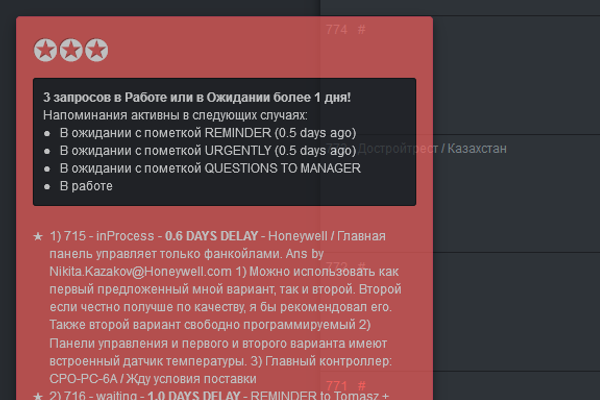 774 #
3 запросов в Работе или в Ожидании более 1 дня!
Напоминания активны в следующих случаях:
● В ожидании с пометкой REMINDER (0.5 days ago)
● В ожидании с пометкой URGENTLY (0.5 days ago)
● В ожидании с пометкой QUESTIONS TO MANAGER
● В работе
Достройтрест / Казахстан
★ 1) 715 - inProcess - 0.6 DAYS DELAY - Honeywell / Главная
панель управляет только фанкойлами. Ans by
Nikita.Kazakov@Honeywell.com 1) Можно использовать как
первый предложенный мной вариант, так и второй. Второй
если честно получше по качеству, я бы рекомендовал его.
Также второй вариант свободно программируемый 2)
Панели управления и первого и второго варианта имеют
встроенный датчик температуры. 3) Главный контроллер:
CPO-PC-6A / Жду условия поставки
771 #
★ 2) 716 - waiting - 1.0 DAYS DELAY - REMINDER to Tomasz +